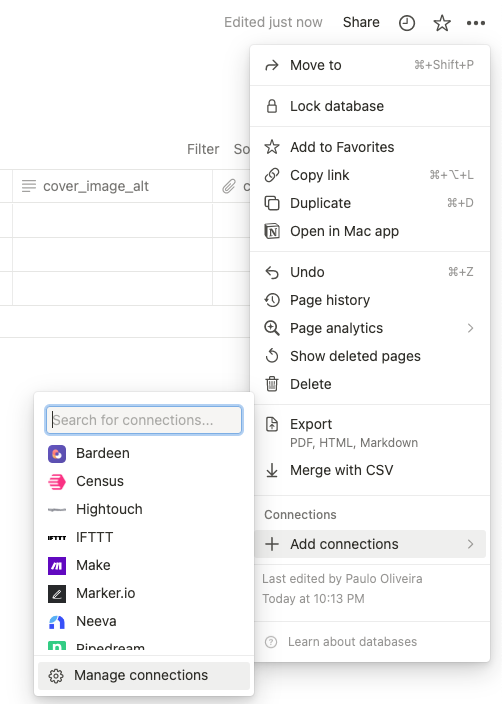 Edited just now Share
Move to ⌘+Shift+P
Lock database
Add to Favorites
Copy link ⌘+⌥+L
Duplicate ⌘+D
Open in Mac app
Undo ⌘+Z
Page history
Page analytics
Show deleted pages
Delete
Export
PDF, HTML, Markdown
Merge with CSV
Connections
Add connections
Last edited by Paulo Oliveira
Today at 10:13 PM
Learn about databases
Filter So
cover_image_alt c
Search for connections...
Bardeen
Census
Hightouch
IFTTT IFTTT
Make
Marker.io
Neeva
Pipedream
Manage connections